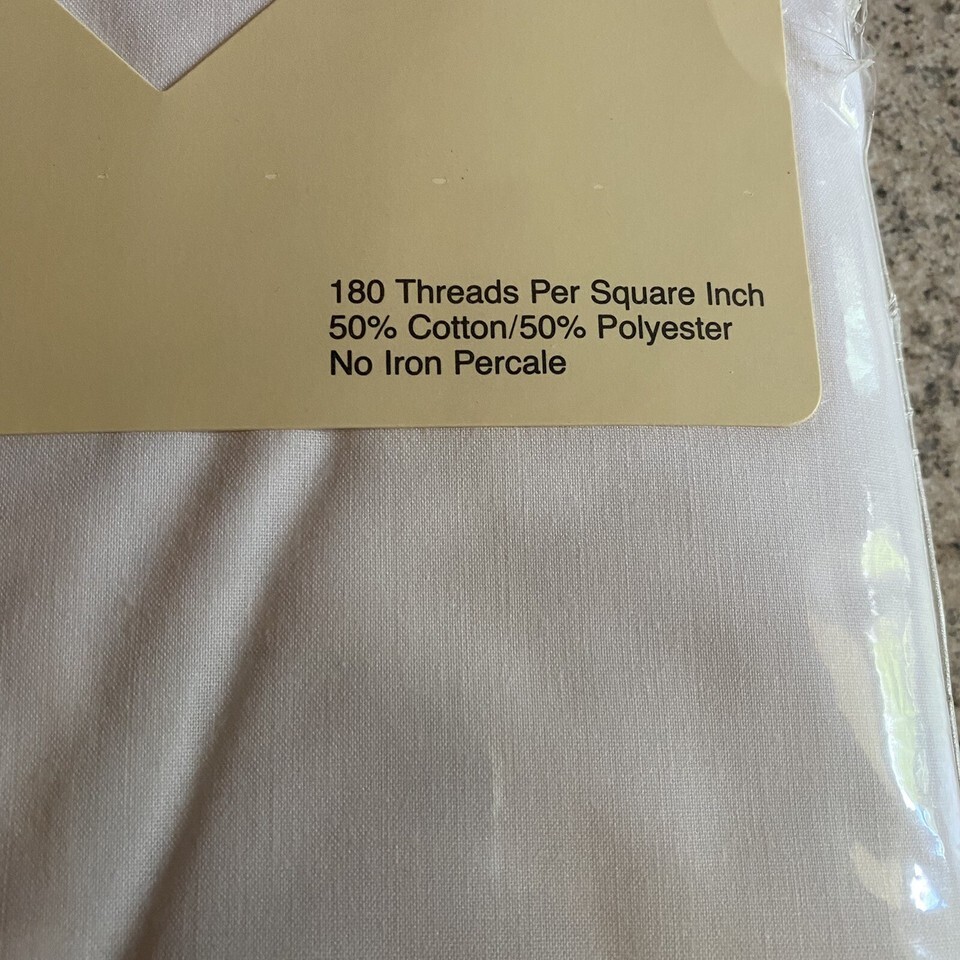 180 Threads Per Square Inch
50% Cotton/50% Polyester
No Iron Percale